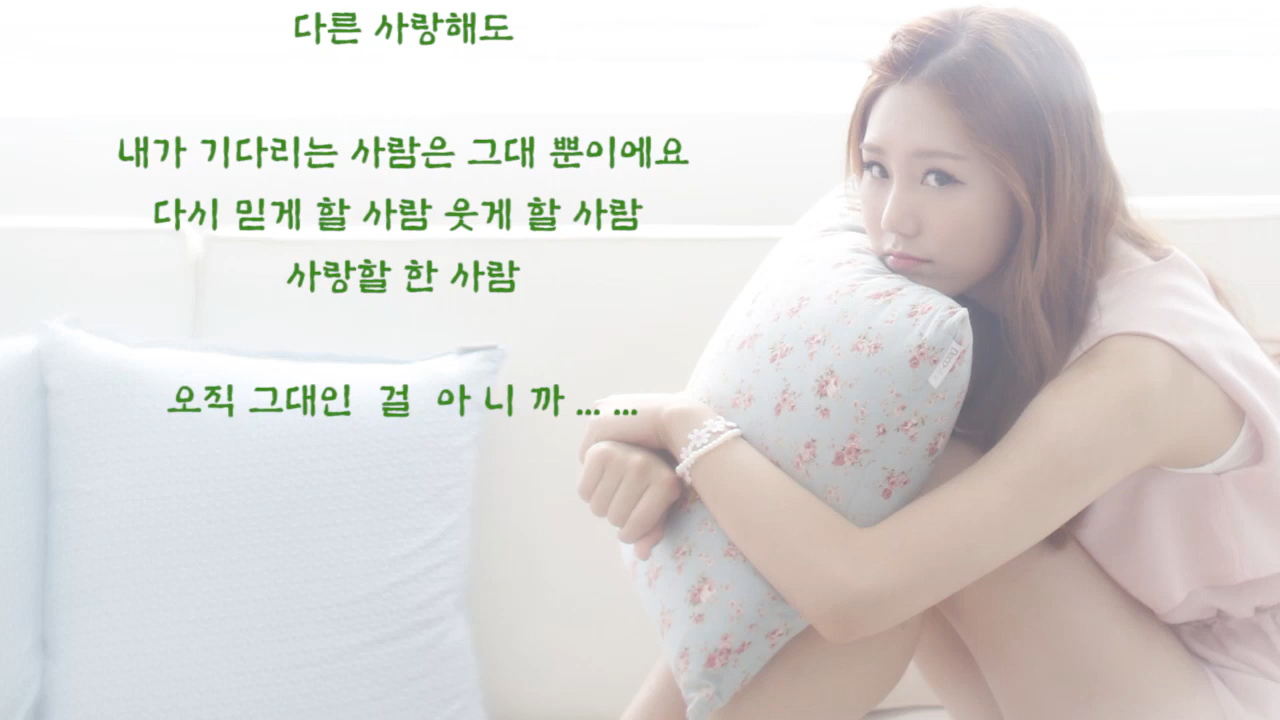 다른 사랑해도
내가 기다리는 사람은 그대 뿐이에요
다시 믿게 할 사람 웃게 할 사람
사랑할 한 사람
오직 그대인 걸 아 니 까 ... ...